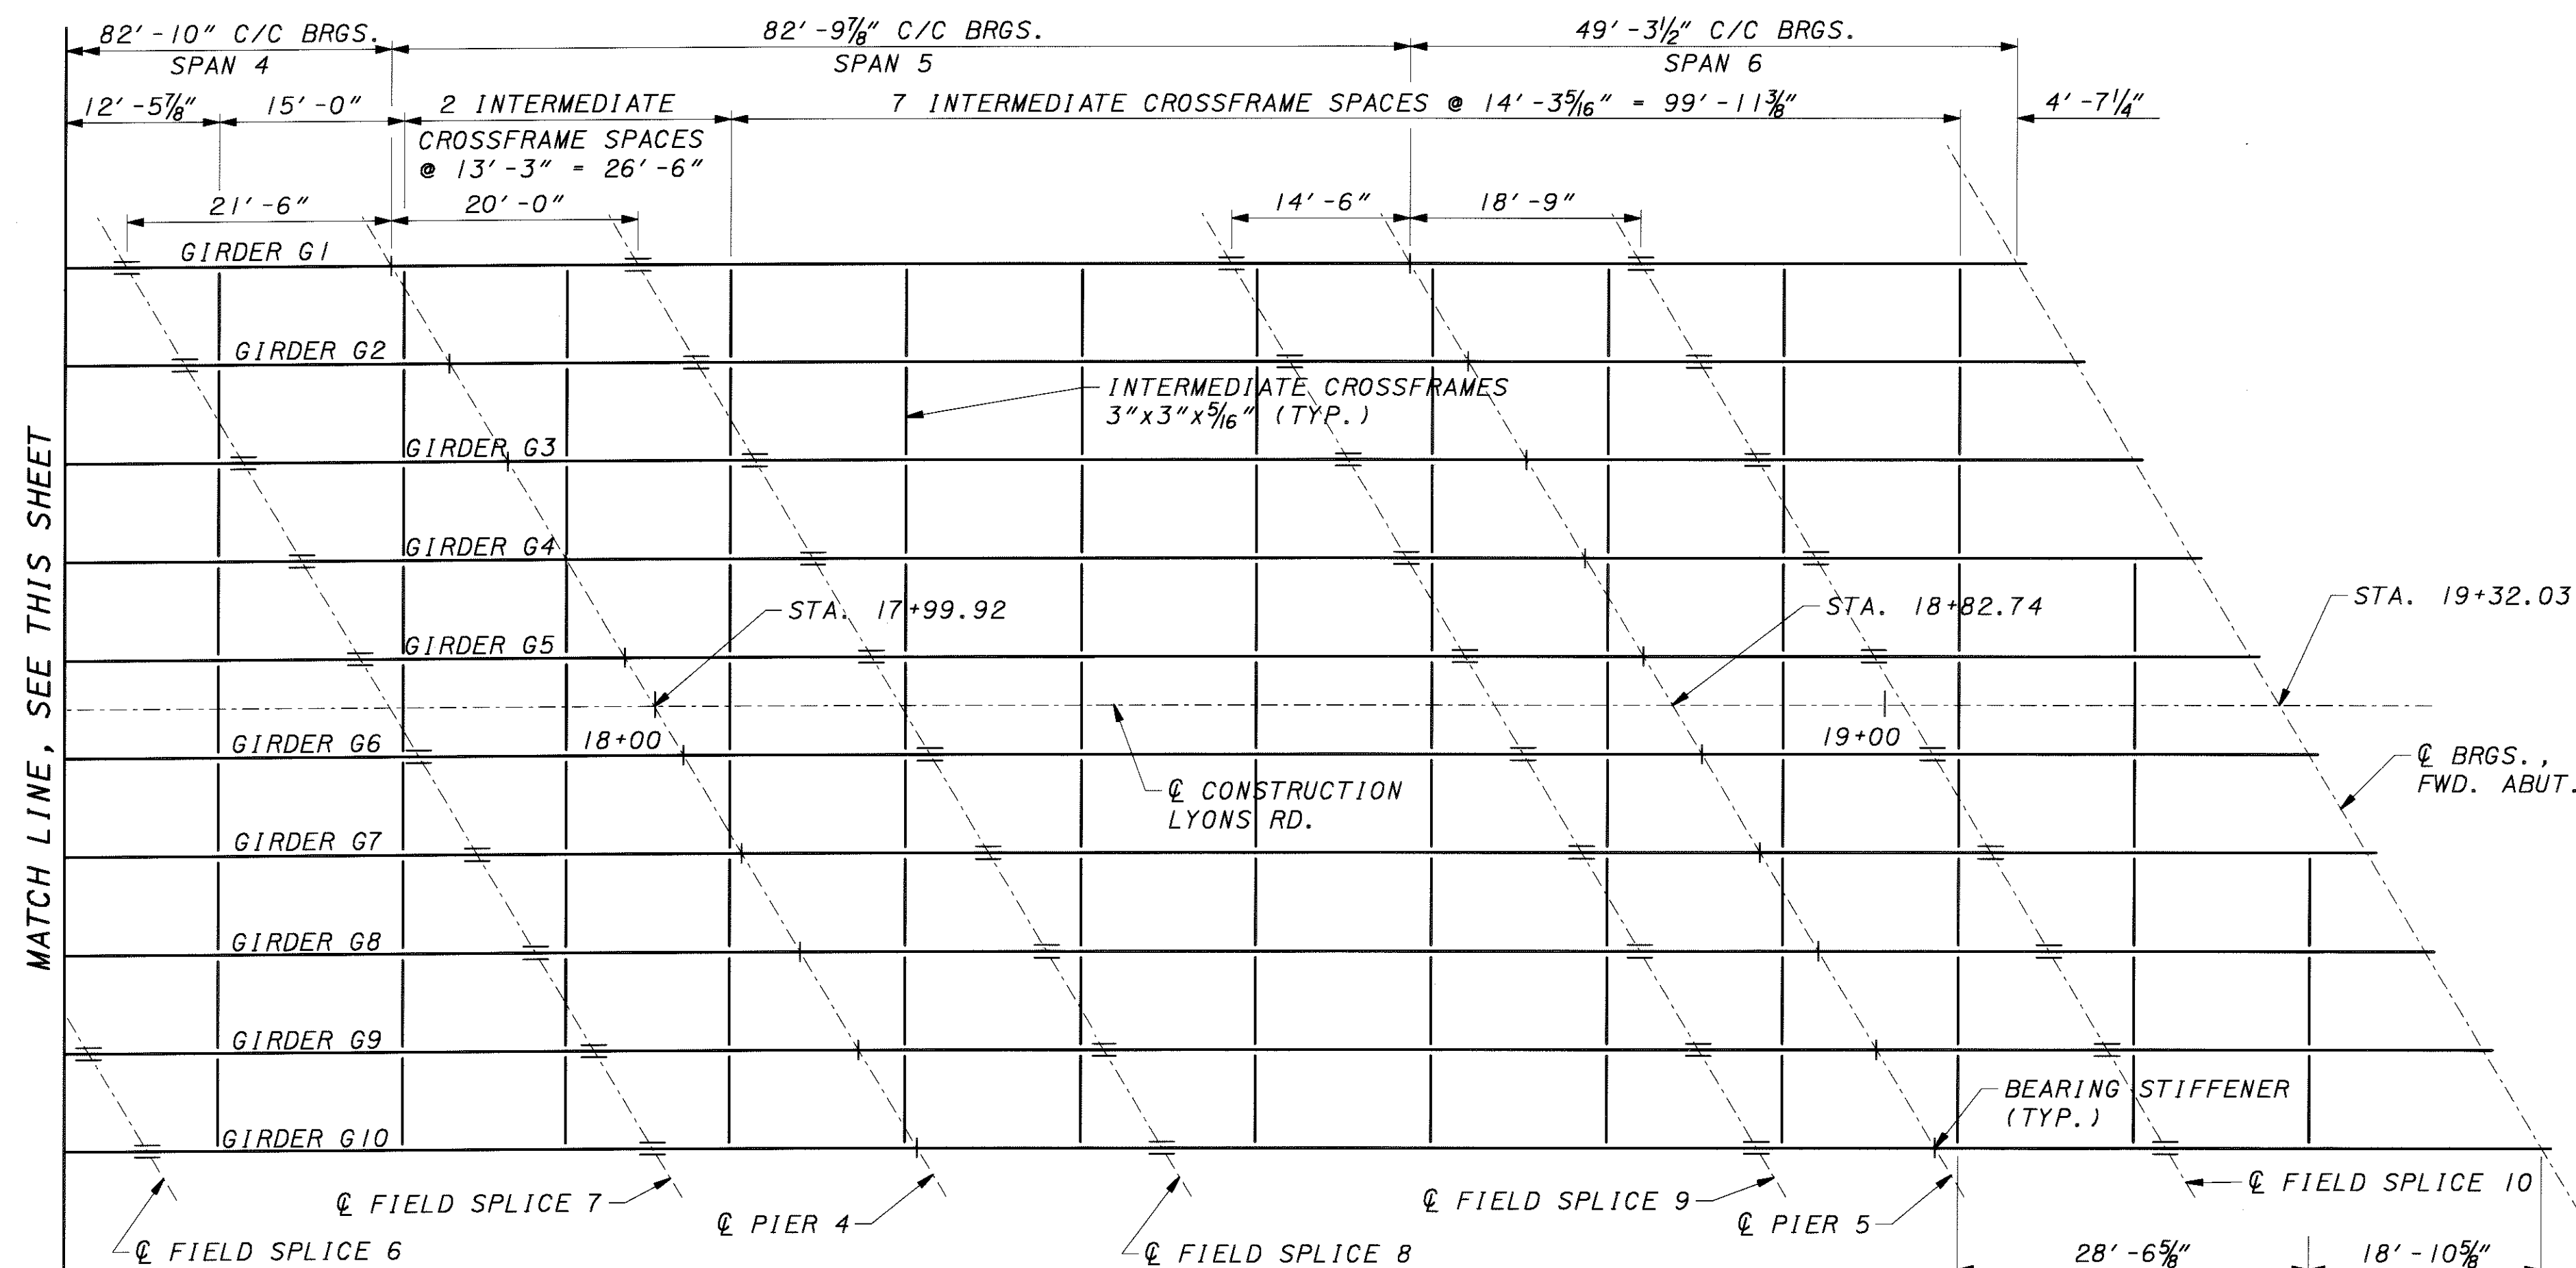 82'-10" C/C BRGS.
82'-9⅞" C/C BRGS.
49'-3½" C/C BRGS.
SPAN 4
SPAN 5
SPAN 6
12'-5⅞"
15'-0"
2 INTERMEDIATE
CROSSFRAME SPACES
@ 13'-3" = 26'-6"
7 INTERMEDIATE CROSSFRAME SPACES @ 14'-3 5/16" = 99'-11⅜"
4'-7¼"
21'-6"
20'-0"
14'-6"
18'-9"
GIRDER G1
GIRDER G2
INTERMEDIATE CROSSFRAMES
3"x3"x5/16" (TYP.)
GIRDER G3
GIRDER G4
STA. 17+99.92
STA. 18+82.74
STA. 19+32.03
GIRDER G5
MATCH LINE, SEE THIS SHEET
GIRDER G6
18+00
19+00
℄ BRGS.,
FWD. ABUT.
℄ CONSTRUCTION
LYONS RD.
GIRDER G7
GIRDER G8
GIRDER G9
BEARING STIFFENER
(TYP.)
GIRDER G10
℄ FIELD SPLICE 6
℄ FIELD SPLICE 7
℄ PIER 4
℄ FIELD SPLICE 8
℄ FIELD SPLICE 9
℄ PIER 5
℄ FIELD SPLICE 10
28'-6⅝"
18'-10⅝"